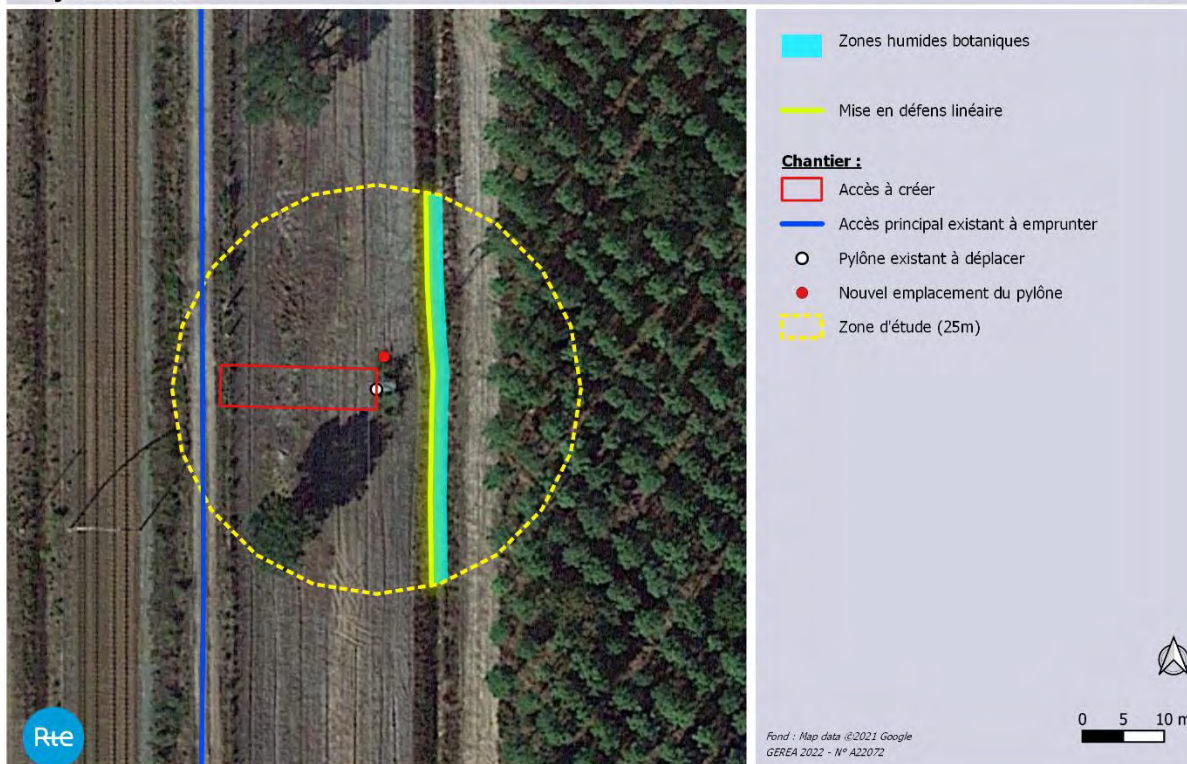 Zones humides botaniques
Mise en défens linéaire
Chantier :
Accès à créer
Accès principal existant à emprunter
Pylône existant à déplacer
Nouvel emplacement du pylône
Zone d'étude (25m)
0 5 10 m
Fond : Map data ©2021 Google
GEREA 2022 - N° A22072
Rte